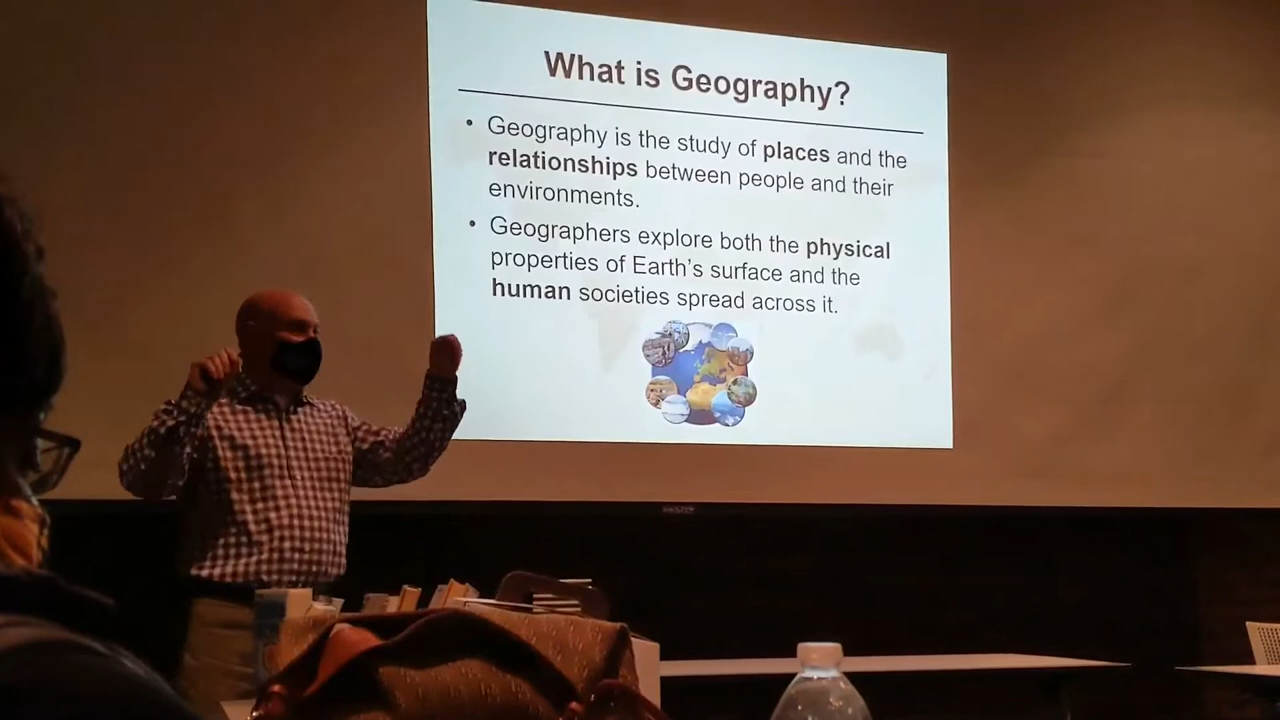 What is Geography?
• Geography is the study of places and the
relationships between people and their
environments.
• Geographers explore both the physical
properties of Earth's surface and the
human societies spread across it.